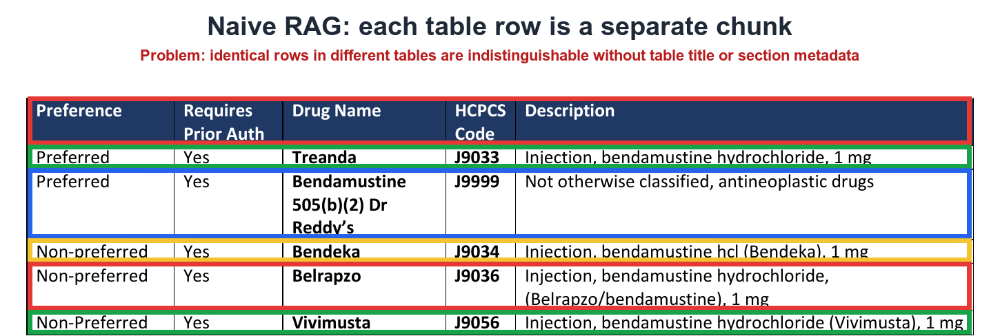 Naive RAG: each table row is a separate chunk
Problem: identical rows in different tables are indistinguishable without table title or section metadata
Preference Requires Prior Auth Drug Name HCPCS Code Description
Preferred Yes Treanda J9033 Injection, bendamustine hydrochloride, 1 mg
Preferred Yes Bendamustine 505(b)(2) Dr Reddy's J9999 Not otherwise classified, antineoplastic drugs
Non-preferred Yes Bendeka J9034 Injection, bendamustine hcl (Bendeka), 1 mg
Non-preferred Yes Belrapzo J9036 Injection, bendamustine hydrochloride, (Belrapzo/bendamustine), 1 mg
Non-Preferred Yes Vivimusta J9056 Injection, bendamustine hydrochloride (Vivimusta), 1 mg